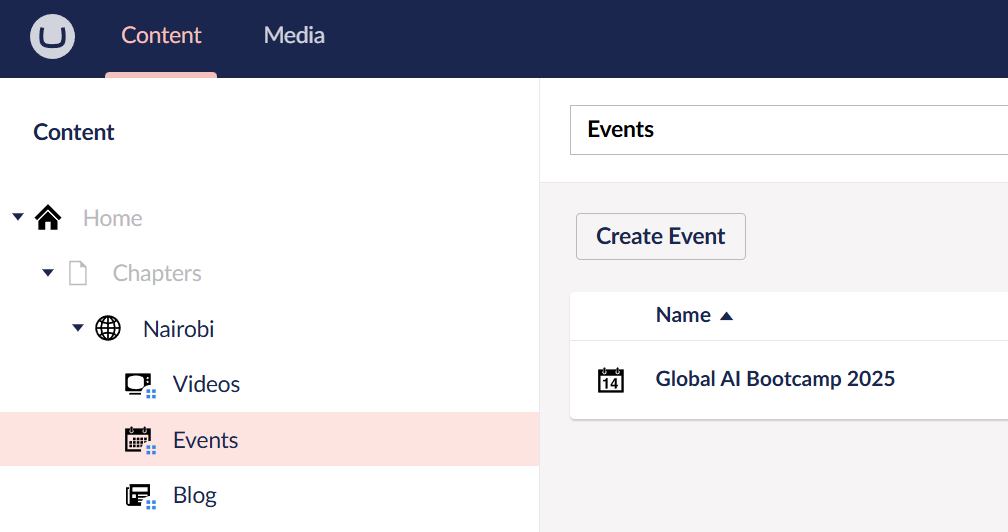 Content
Media
Content
Home
Chapters
Nairobi
Videos
Events
Blog
Events
Create Event
Name
14
Global AI Bootcamp 2025